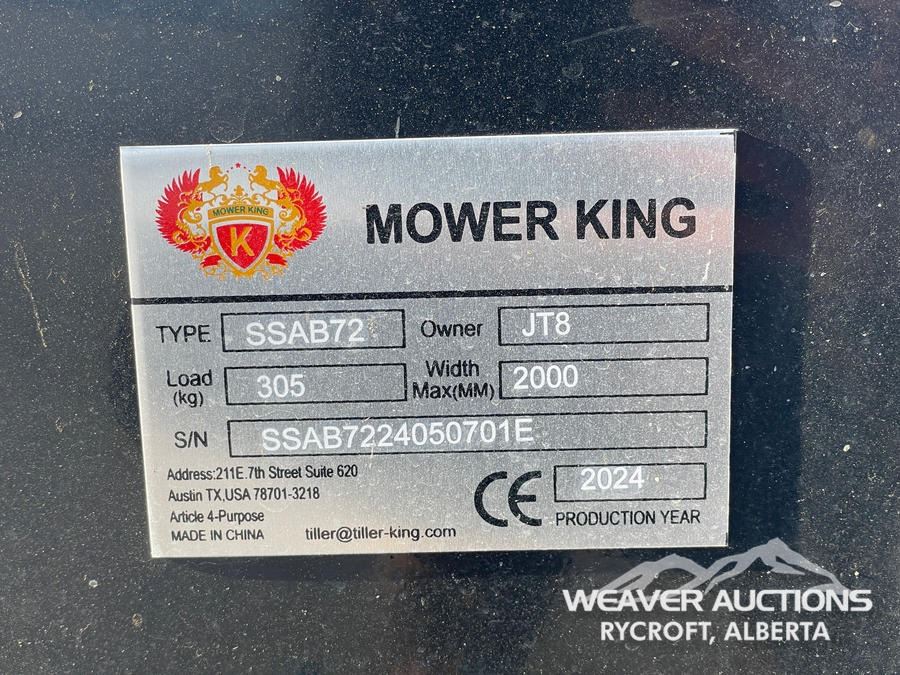 MOWER KING
K
MOWER KING
TYPE SSAB72 Owner JT8
Load (kg) 305 Width Max(MM) 2000
S/N SSAB7224050701E
Address:211E.7th Street Suite 620
Austin TX,USA 78701-3218
Article 4-Purpose
MADE IN CHINA tiller@tiller-king.com
CE 2024
PRODUCTION YEAR
WEAVER AUCTIONS
RYCROFT, ALBERTA